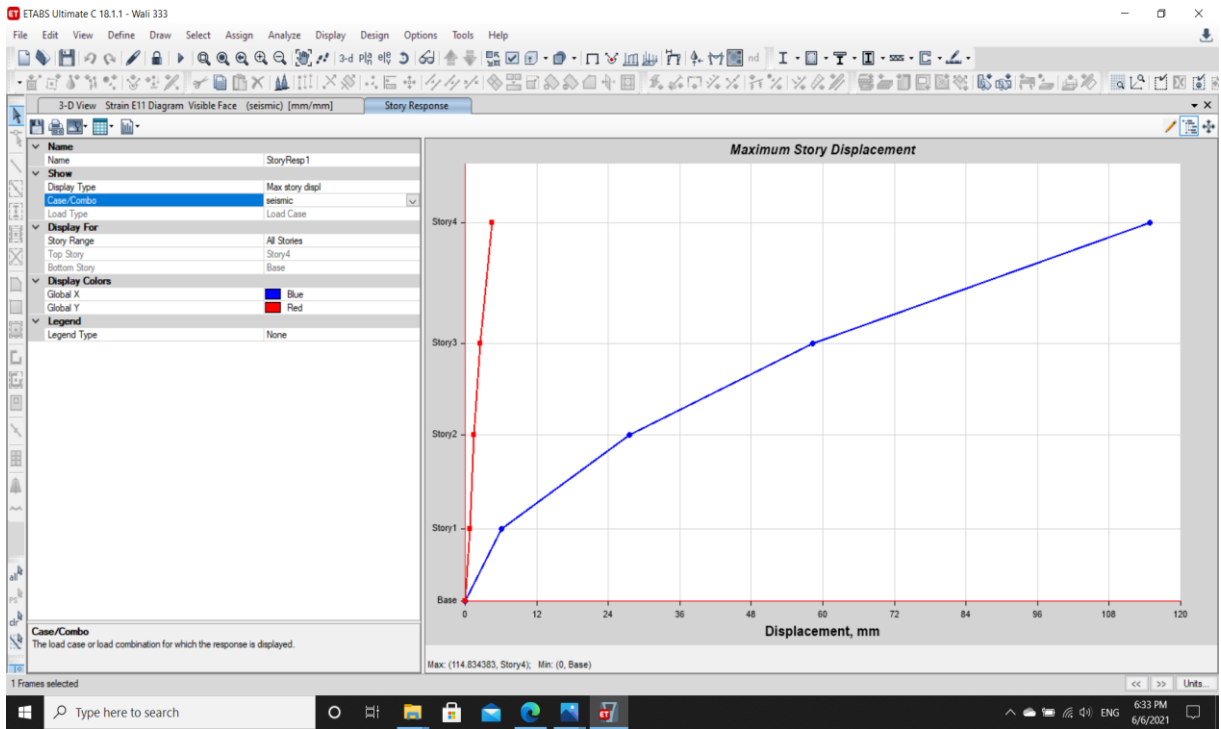 ETABS Ultimate C 18.1.1 - Wali 333
File Edit View Define Draw Select Assign Analyze Display Design Options Tools Help
3-d
nd
3-D View Strain E11 Diagram Visible Face (seismic) [mm/mm] Story Response
Name
Name StoryResp1
Show
Display Type Max story displ
Case/Combo seismic
Load Type Load Case
Display For
Story Range All Stories
Top Story Story4
Bottom Story Base
Display Colors
Global X Blue
Global Y Red
Legend
Legend Type None
Case/Combo
The load case or load combination for which the response is displayed.
all
ps
clr
Maximum Story Displacement
Story4
Story3
Story2
Story1
Base
0 12 24 36 48 60 72 84 96 108 120
Displacement, mm
Max: (114.834383, Story4); Min: (0, Base)
1 Frames selected
<< >> Units...
Type here to search
ENG
6:33 PM
6/6/2021